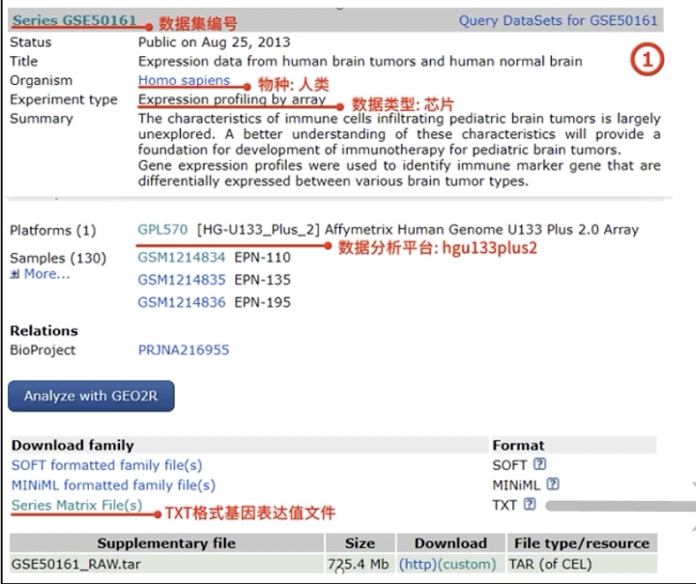 Series GSE50161 数据集编号 Query DataSets for GSE50161
Status Public on Aug 25, 2013
Title Expression data from human brain tumors and human normal brain
①
Organism Homo sapiens 物种: 人类
Experiment type Expression profiling by array 数据类型: 芯片
Summary The characteristics of immune cells infiltrating pediatric brain tumors is largely
unexplored. A better understanding of these characteristics will provide a
foundation for development of immunotherapy for pediatric brain tumors.
Gene expression profiles were used to identify immune marker gene that are
differentially expressed between various brain tumor types.
Platforms (1) GPL570 [HG-U133_Plus_2] Affymetrix Human Genome U133 Plus 2.0 Array
数据分析平台: hgu133plus2
Samples (130) GSM1214834 EPN-110
More... GSM1214835 EPN-135
GSM1214836 EPN-195
Relations
BioProject PRJNA216955
Analyze with GEO2R
Download family Format
SOFT formatted family file(s) SOFT ?
MINiML formatted family file(s) MINiML ?
Series Matrix File(s) TXT格式基因表达值文件 TXT ?
Supplementary file Size Download File type/resource
GSE50161_RAW.tar 725.4 Mb (http)(custom) TAR (of CEL)